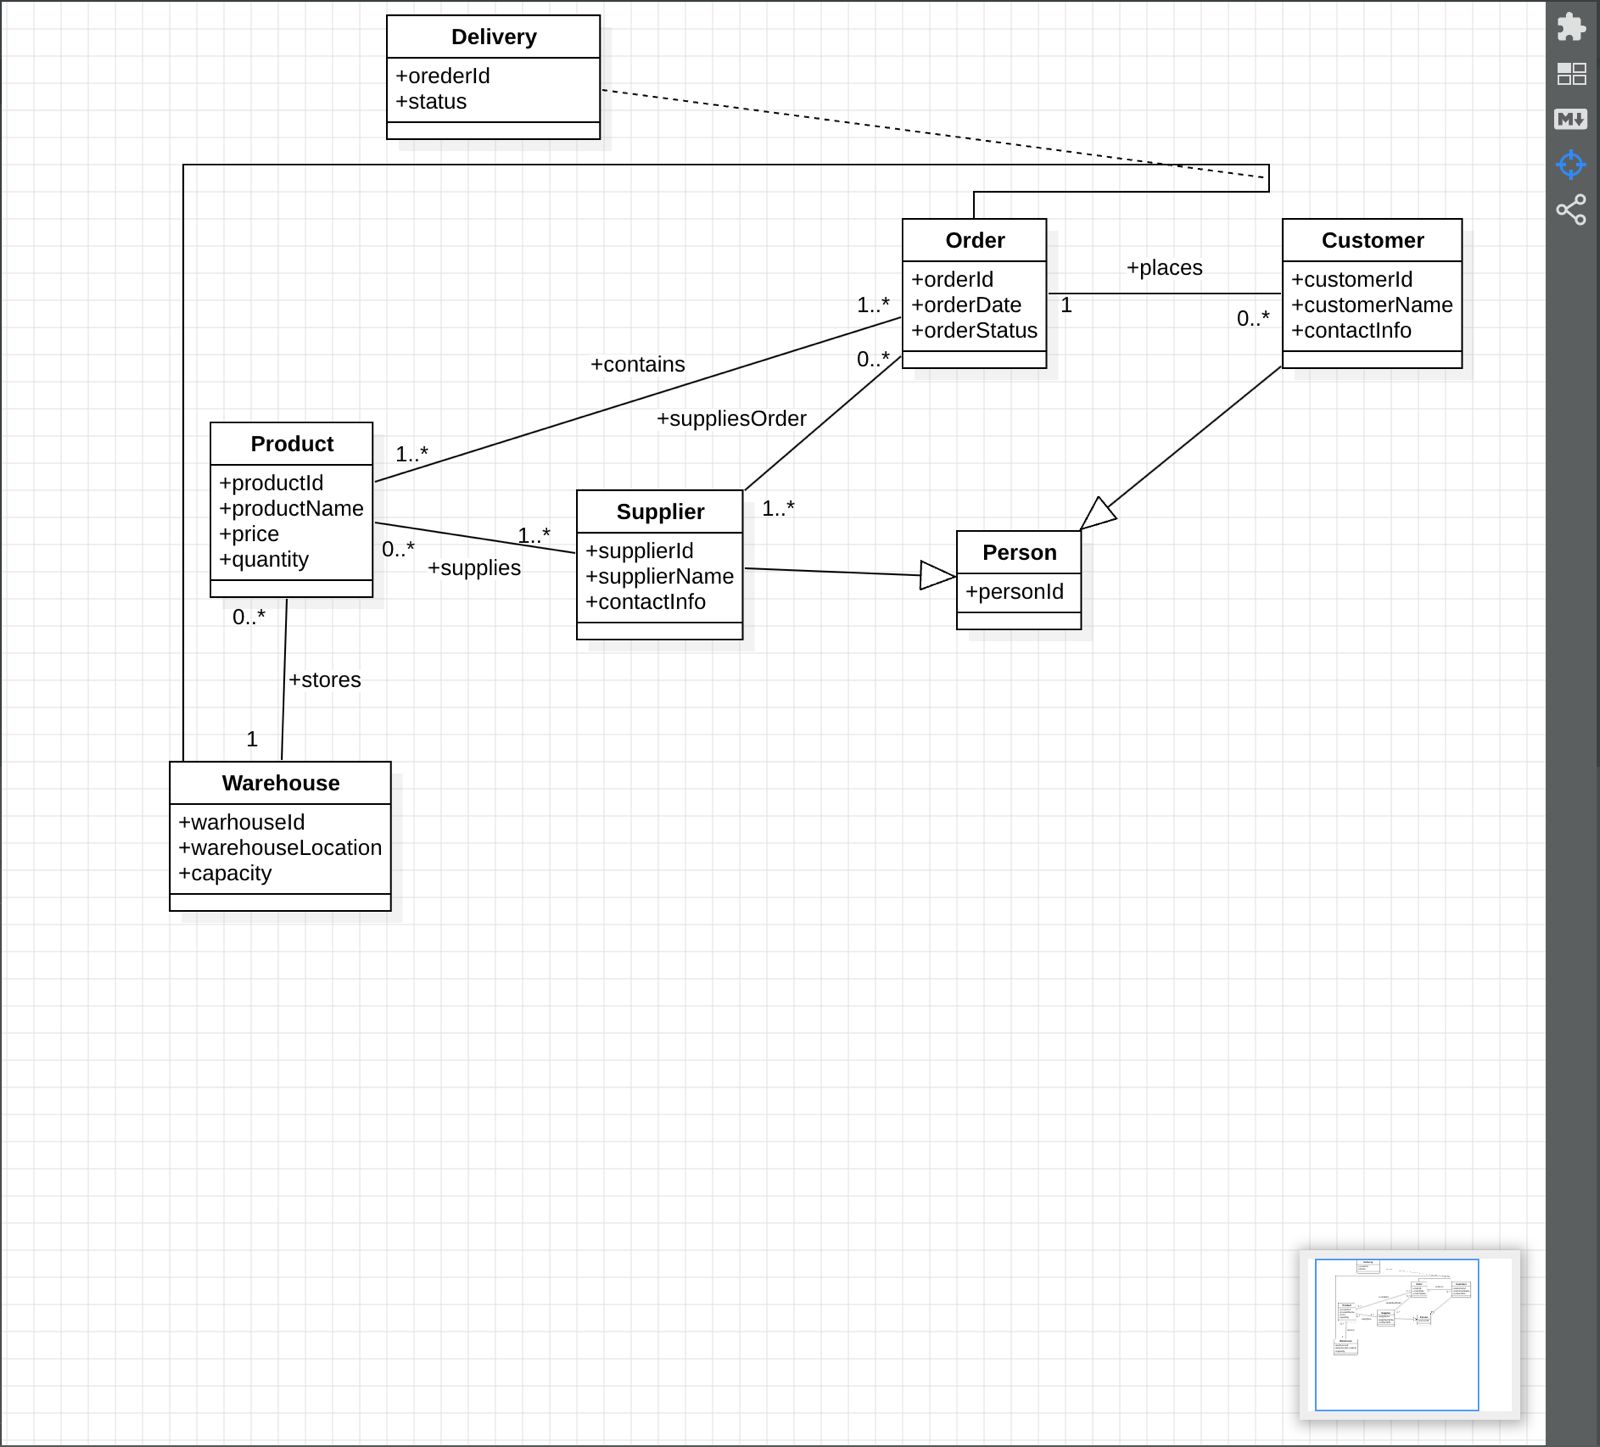 Delivery
+orederId
+status
Order
+orderId
+orderDate
+orderStatus
Customer
+customerId
+customerName
+contactInfo
+places
1
0..*
1..*
0..*
+contains
+suppliesOrder
1..*
Product
+productId
+productName
+price
+quantity
1..*
0..*
+supplies
1..*
Supplier
+supplierId
+supplierName
+contactInfo
Person
+personId
0..*
+stores
1
Warehouse
+warhouseId
+warehouseLocation
+capacity
M